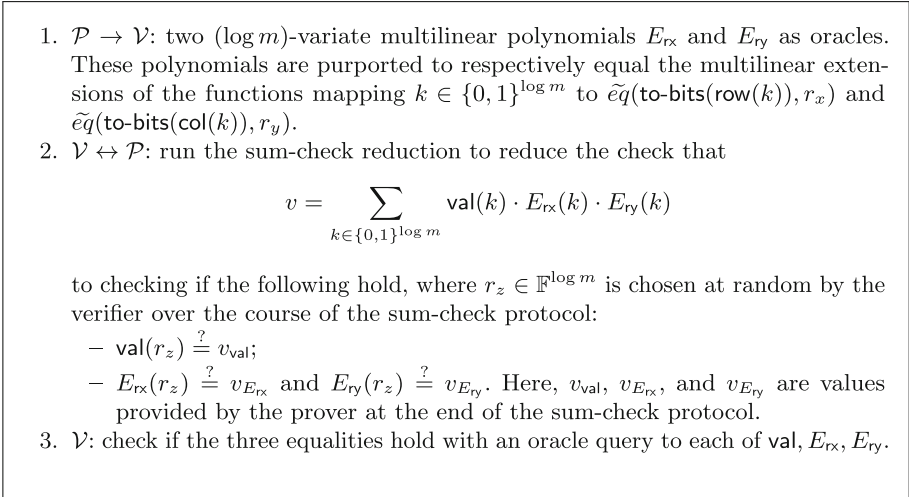 1. 𝒫 → 𝒱: two (log m)-variate multilinear polynomials E_rx and E_ry as oracles.
These polynomials are purported to respectively equal the multilinear exten-
sions of the functions mapping k ∈ {0, 1}^{log m} to ẽq(to-bits(row(k)), r_x) and
ẽq(to-bits(col(k)), r_y).
2. 𝒱 ↔ 𝒫: run the sum-check reduction to reduce the check that
v = ∑_{k∈{0,1}^{log m}} val(k) · E_rx(k) · E_ry(k)
to checking if the following hold, where r_z ∈ 𝔽^{log m} is chosen at random by the
verifier over the course of the sum-check protocol:
– val(r_z) ≟ v_val;
– E_rx(r_z) ≟ v_{E_rx} and E_ry(r_z) ≟ v_{E_ry}. Here, v_val, v_{E_rx}, and v_{E_ry} are values
provided by the prover at the end of the sum-check protocol.
3. 𝒱: check if the three equalities hold with an oracle query to each of val, E_rx, E_ry.